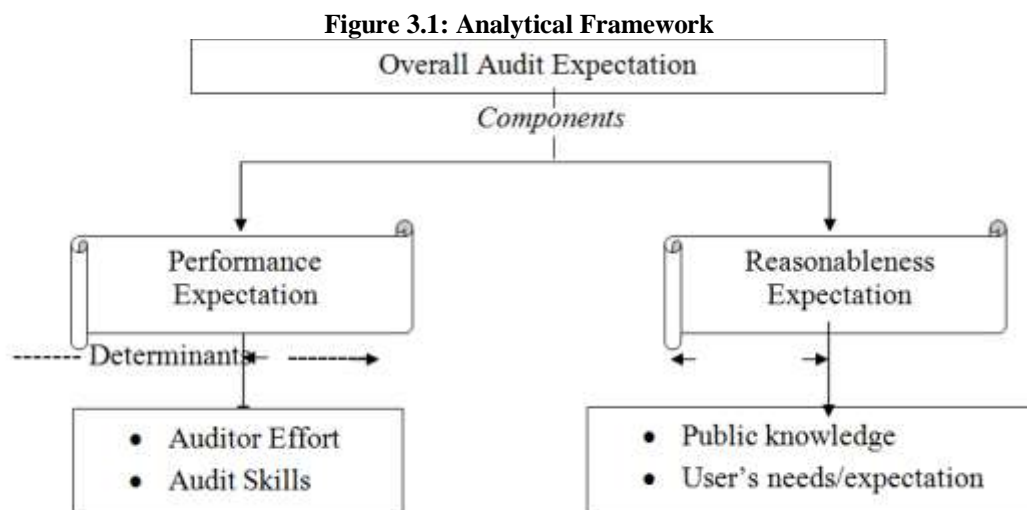 Figure 3.1: Analytical Framework
Overall Audit Expectation
Components
Performance
Expectation
Reasonableness
Expectation
Determinants
• Auditor Effort
• Audit Skills
• Public knowledge
• User's needs/expectation